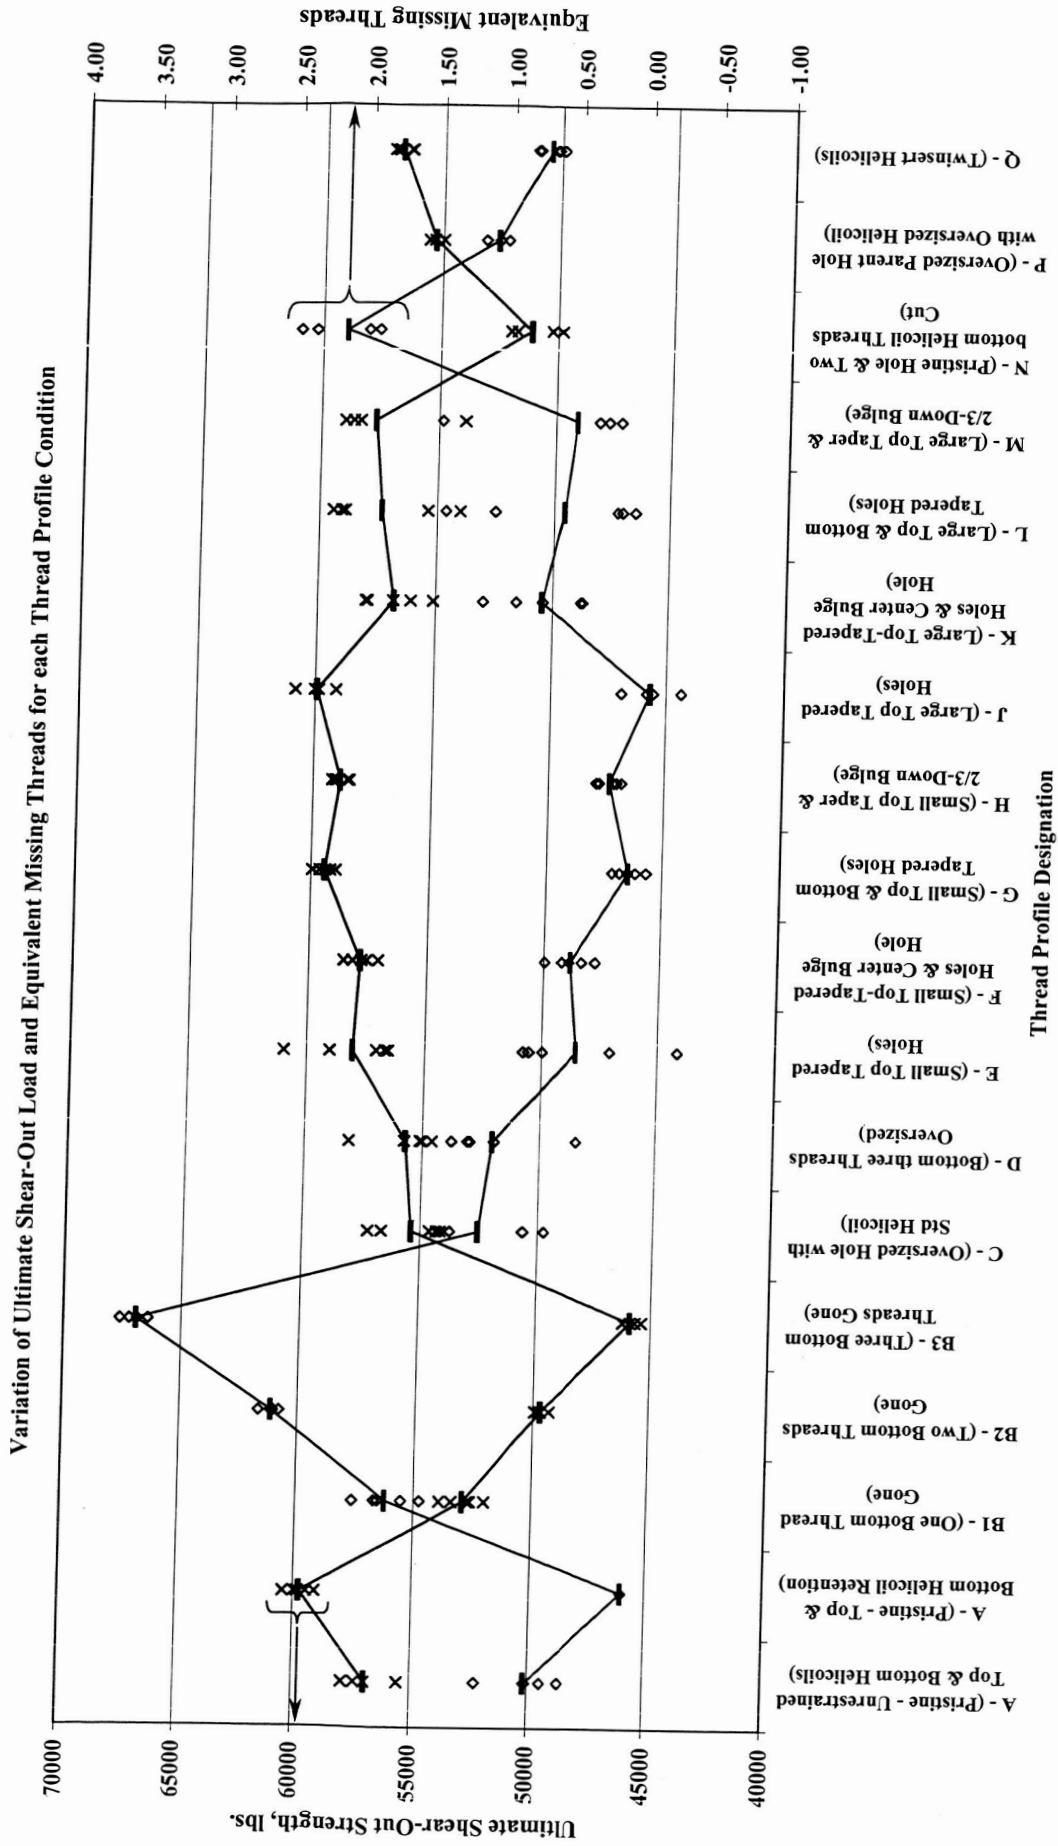 Variation of Ultimate Shear-Out Load and Equivalent Missing Threads for each Thread Profile Condition
Ultimate Shear-Out Strength, lbs.
70000
65000
60000
55000
50000
45000
40000
Equivalent Missing Threads
4.00
3.50
3.00
2.50
2.00
1.50
1.00
0.50
0.00
-0.50
-1.00
A - (Pristine - Unrestrained
Top & Bottom Helicoils)
A - (Pristine - Top &
Bottom Helicoil Retention)
B1 - (One Bottom Thread
Gone)
B2 - (Two Bottom Threads
Gone)
B3 - (Three Bottom
Threads Gone)
C - (Oversized Hole with
Std Helicoil)
D - (Bottom three Threads
Oversized)
E - (Small Top Tapered
Holes)
F - (Small Top-Tapered
Holes & Center Bulge
Hole)
G - (Small Top & Bottom
Tapered Holes)
H - (Small Top Taper &
2/3-Down Bulge)
J - (Large Top Tapered
Holes)
K - (Large Top-Tapered
Holes & Center Bulge
Hole)
L - (Large Top & Bottom
Tapered Holes)
M - (Large Top Taper &
2/3-Down Bulge)
N - (Pristine Hole & Two
bottom Helicoil Threads
Cut)
P - (Oversized Parent Hole
with Oversized Helicoil)
Q - (Twinsert Helicoils)
Thread Profile Designation